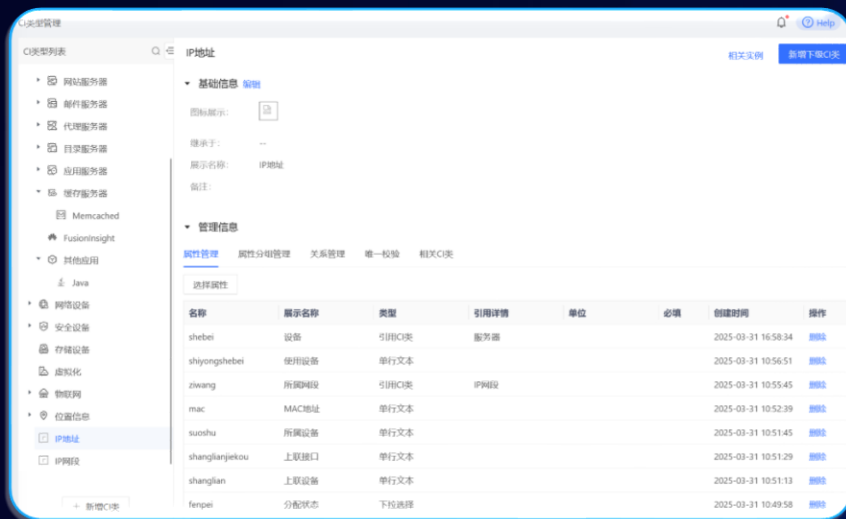 CI类型管理
Help
CI类型列表
IP地址
相关实例
新增下级CI类
网站服务器
邮件服务器
代理服务器
目录服务器
应用服务器
缓存服务器
Memcached
FusionInsight
其他应用
Java
网络设备
安全设备
存储设备
虚拟化
物联网
位置信息
IP地址
IP网段
+ 新增CI类
基础信息 编辑
图标展示:
继承于: --
展示名称: IP地址
备注:
管理信息
属性管理 属性分组管理 关系管理 唯一校验 相关CI类
选择属性
名称 展示名称 类型 引用详情 单位 必填 创建时间 操作
shebei 设备 引用CI类 服务器 2025-03-31 16:58:34 删除
shiyongshebei 使用设备 单行文本 2025-03-31 10:56:51 删除
ziwang 所属网段 引用CI类 IP网段 2025-03-31 10:55:45 删除
mac MAC地址 单行文本 2025-03-31 10:52:39 删除
suoshu 所属设备 单行文本 2025-03-31 10:51:45 删除
shanglianjiekou 上联接口 单行文本 2025-03-31 10:51:29 删除
shanglian 上联设备 单行文本 2025-03-31 10:51:13 删除
fenpei 分配状态 下拉选择 2025-03-31 10:49:58 删除